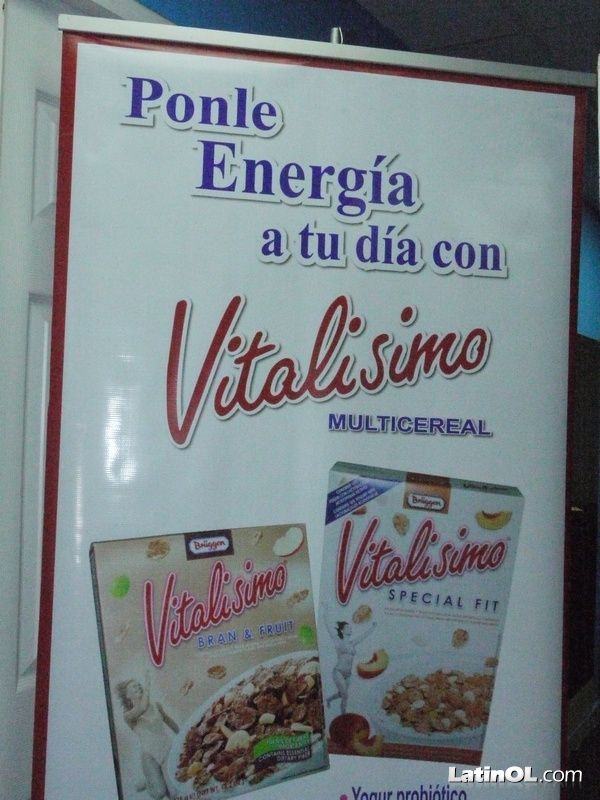 Ponle
Energía
a tu día con
Vitalisimo
MULTICEREAL
Brüggen
Vitalisimo
SPECIAL FIT
Brüggen
Vitalisimo
BRAN & FRUIT
• Yogur probiótico
LatinOL.com